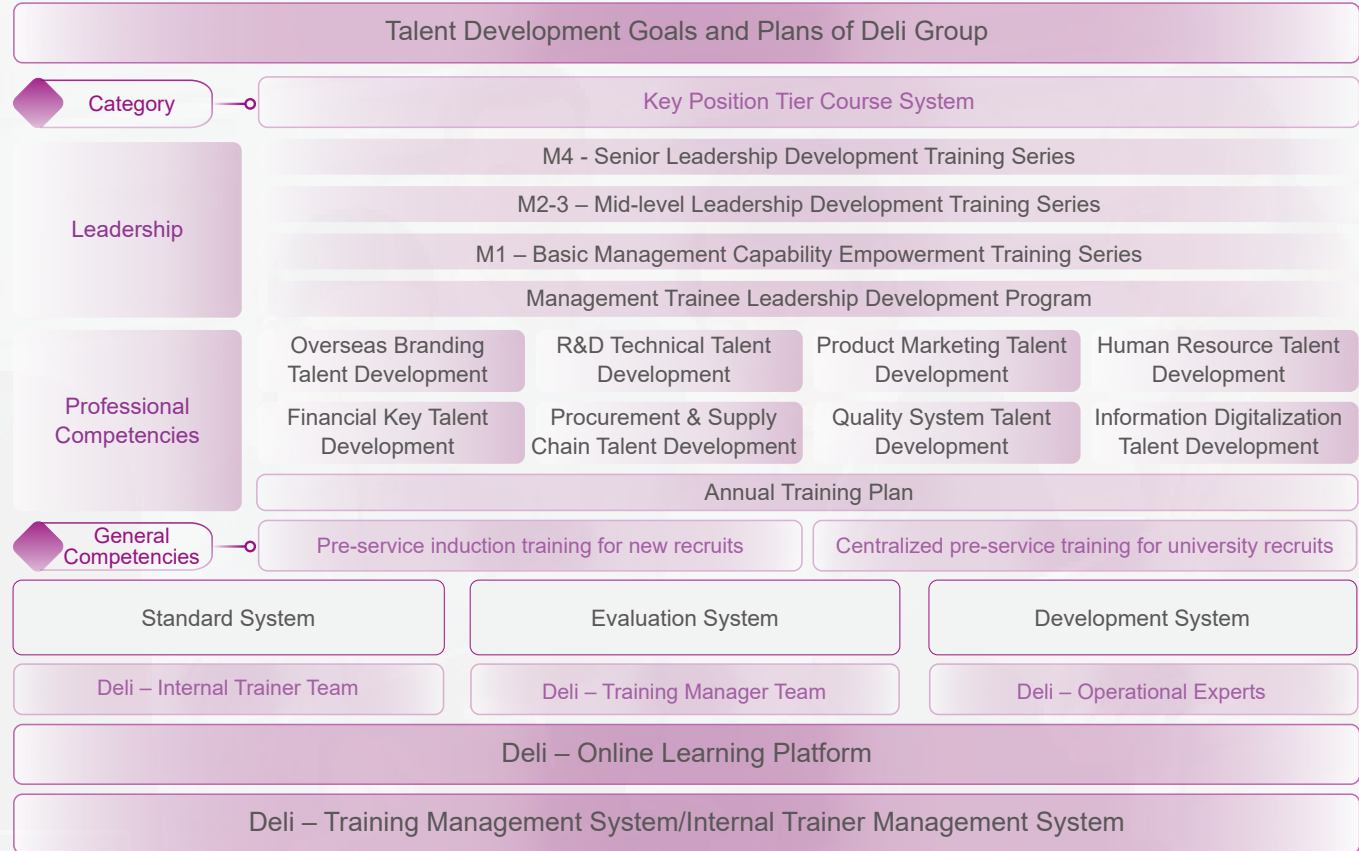 Talent Development Goals and Plans of Deli Group
Category
Key Position Tier Course System
Leadership
M4 - Senior Leadership Development Training Series
M2-3 – Mid-level Leadership Development Training Series
M1 – Basic Management Capability Empowerment Training Series
Management Trainee Leadership Development Program
Professional
Competencies
Overseas Branding
Talent Development
R&D Technical Talent
Development
Product Marketing Talent
Development
Human Resource Talent
Development
Financial Key Talent
Development
Procurement & Supply
Chain Talent Development
Quality System Talent
Development
Information Digitalization
Talent Development
Annual Training Plan
General
Competencies
Pre-service induction training for new recruits
Centralized pre-service training for university recruits
Standard System
Evaluation System
Development System
Deli – Internal Trainer Team
Deli – Training Manager Team
Deli – Operational Experts
Deli – Online Learning Platform
Deli – Training Management System/Internal Trainer Management System